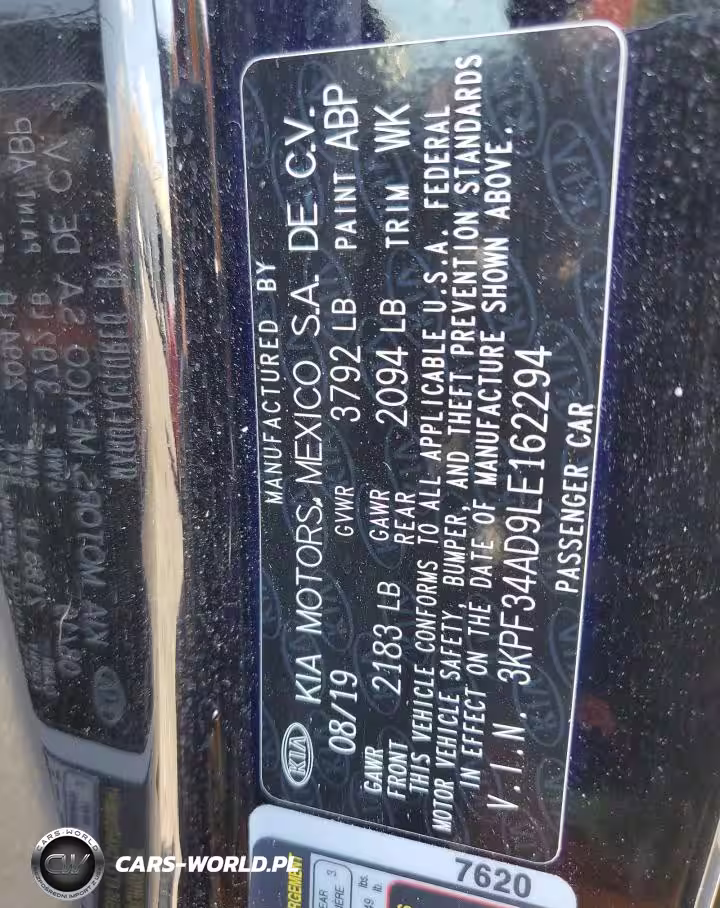 MANUFACTURED BY
KIA KIA MOTORS MEXICO S.A. DE C.V.
08/19 GVWR 3792 LB PAINT ABP
GAWR FRONT 2183 LB GAWR REAR 2094 LB TRIM WK
THIS VEHICLE CONFORMS TO ALL APPLICABLE U.S.A. FEDERAL
MOTOR VEHICLE SAFETY, BUMPER, AND THEFT PREVENTION STANDARDS
IN EFFECT ON THE DATE OF MANUFACTURE SHOWN ABOVE.
V.I.N. 3KPF34AD9LE162294
PASSENGER CAR
7620
CARS-WORLD
CARS-WORLD.PL